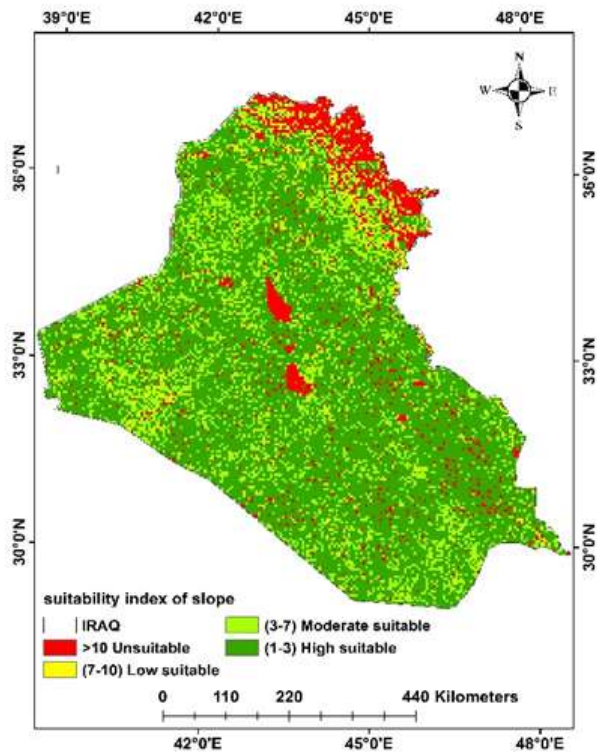 39°0'E 42°0'E 45°0'E 48°0'E
N
W E
S
36°0'N 36°0'N
33°0'N 33°0'N
30°0'N 30°0'N
suitability index of slope
IRAQ (3-7) Moderate suitable
>10 Unsuitable (1-3) High suitable
(7-10) Low suitable
0 110 220 440 Kilometers
42°0'E 45°0'E 48°0'E